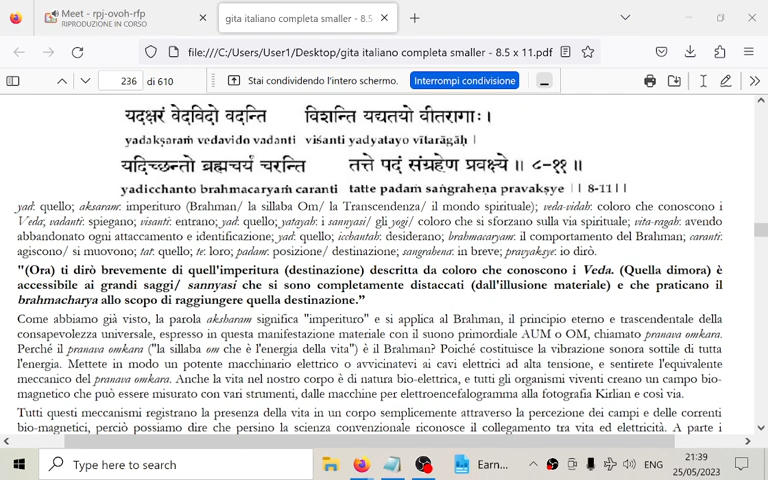 Meet - rpj-ovoh-rfp
RIPRODUZIONE IN CORSO
gita italiano completa smaller - 8.5
file:///C:/Users/User1/Desktop/gita italiano completa smaller - 8.5 x 11.pdf
236 di 610
Stai condividendo l'intero schermo.
Interrompi condivisione
यदक्षरं वेदविदो वदन्ति विशन्ति यद्यतयो वीतरागाः।
yadakṣaraṁ vedavido vadanti viśanti yadyatayo vītarāgāḥ |
यदिच्छन्तो ब्रह्मचर्यं चरन्ति तत्ते पदं संग्रहेण प्रवक्ष्ये॥ ८-११॥
yadicchanto brahmacaryaṁ caranti tatte padaṁ saṅgraheṇa pravakṣye || 8-11||
yad: quello; aksaram: imperituro (Brahman/ la sillaba Om/ la Trascendenza/ il mondo spirituale); veda-vidah: coloro che conoscono i
Veda; vadanti: spiegano; visanti: entrano; yad: quello; yatayah: i sannyasi/ gli yogi/ coloro che si sforzano sulla via spirituale; vita-ragah: avendo
abbandonato ogni attaccamento e identificazione; yad: quello; icchantah: desiderano; brahmacaryam: il comportamento del Brahman; caranti:
agiscono/ si muovono; tat: quello; te: loro; padam: posizione/ destinazione; sangrahena: in breve; pravyaksye: io dirò.
"(Ora) ti dirò brevemente di quell'imperitura (destinazione) descritta da coloro che conoscono i Veda. (Quella dimora) è
accessibile ai grandi saggi/ sannyasi che si sono completamente distaccati (dall'illusione materiale) e che praticano il
brahmacharya allo scopo di raggiungere quella destinazione."
Come abbiamo già visto, la parola aksharam significa "imperituro" e si applica al Brahman, il principio eterno e trascendentale della
consapevolezza universale, espresso in questa manifestazione materiale con il suono primordiale AUM o OM, chiamato pranava omkara.
Perché il pranava omkara ("la sillaba om che è l'energia della vita") è il Brahman? Poiché costituisce la vibrazione sonora sottile di tutta
l'energia. Mettete in modo un potente macchinario elettrico o avvicinatevi ai cavi elettrici ad alta tensione, e sentirete l'equivalente
meccanico del pranava omkara. Anche la vita nel nostro corpo è di natura bio-elettrica, e tutti gli organismi viventi creano un campo bio-
magnetico che può essere misurato con vari strumenti, dalle macchine per elettroencefalogramma alla fotografia Kirlian e così via.
Tutti questi meccanismi registrano la presenza della vita in un corpo semplicemente attraverso la percezione dei campi e delle correnti
bio-magnetici, perciò possiamo dire che persino la scienza convenzionale riconosce il collegamento tra vita ed elettricità. A parte i
Type here to search
Earn...
ENG
21:39
25/05/2023